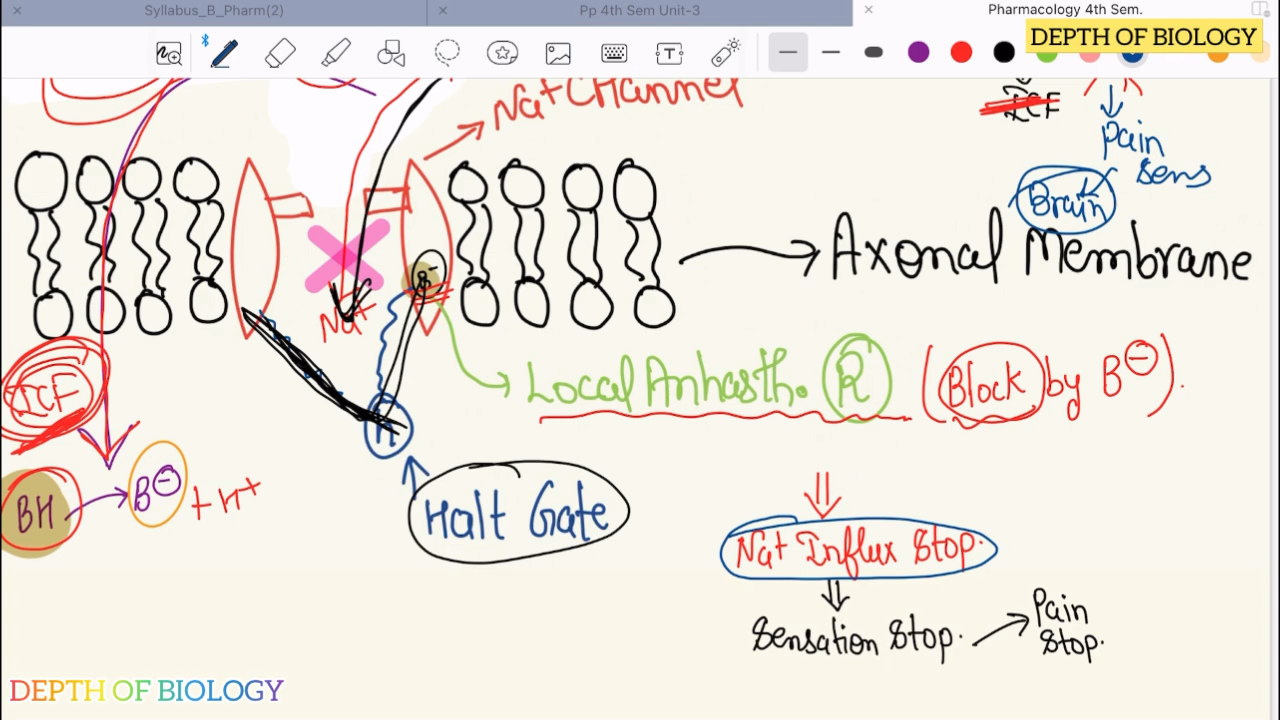 Syllabus_B_Pharm(2)
Pp 4th Sem Unit-3
Pharmacology 4th Sem.
DEPTH OF BIOLOGY
Na+ CHannel
ICF
Pain
Sens
Brain
Axonal Membrane
B-
Na+
Local Anhasth. R (Block by B⊖).
ICF
BH → B⊖ + H+
h
Halt Gate
Na+ Influx Stop.
Sensation Stop.
Pain
Stop.
DEPTH OF BIOLOGY